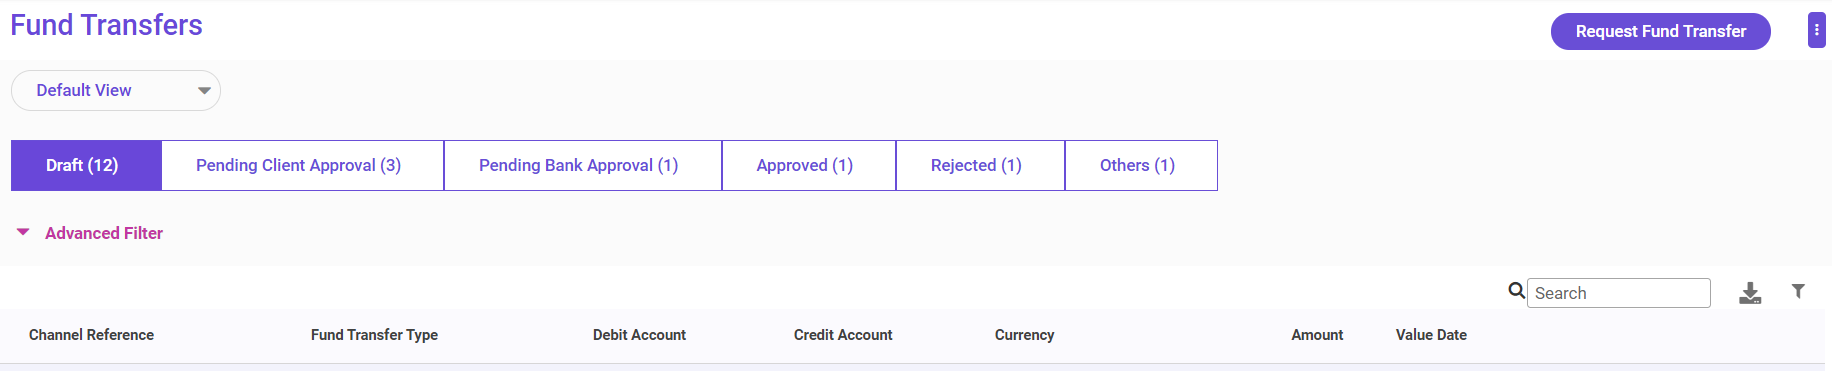 Fund Transfers
Request Fund Transfer
Default View
Draft (12) Pending Client Approval (3) Pending Bank Approval (1) Approved (1) Rejected (1) Others (1)
Advanced Filter
Search
Channel Reference Fund Transfer Type Debit Account Credit Account Currency Amount Value Date